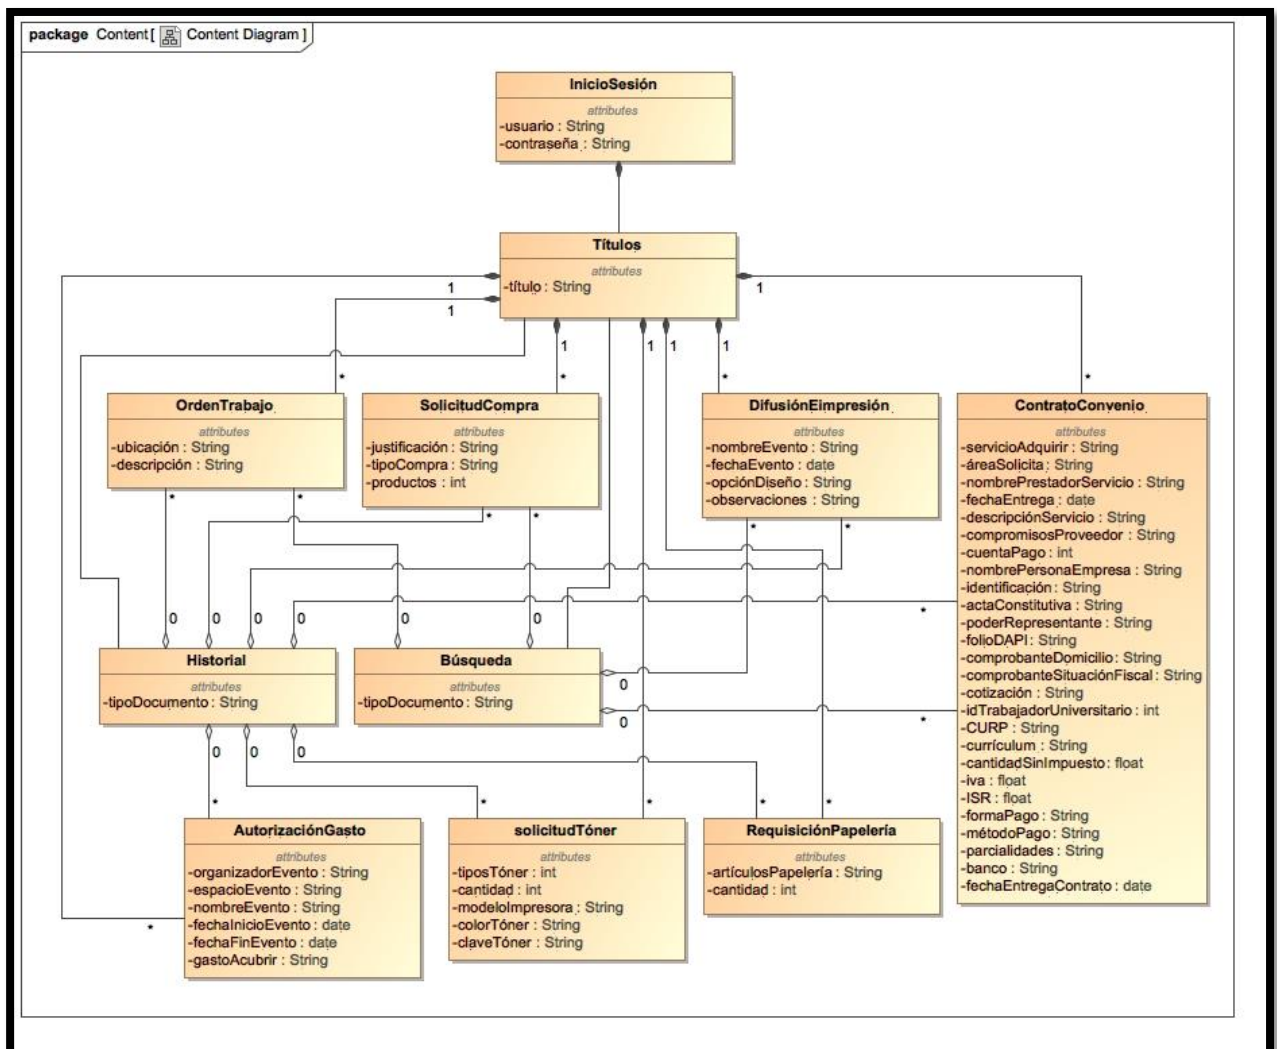 package Content[ Content Diagram ]
InicioSesión
attributes
-usuario : String
-contraseña : String
Títulos
attributes
-título : String
1
1
1
1
1
1
1
*
*
*
*
OrdenTrabajo
attributes
-ubicación : String
-descripción : String
SolicitudCompra
attributes
-justificación : String
-tipoCompra : String
-productos : int
DifusiónEimpresión
attributes
-nombreEvento : String
-fechaEvento : date
-opciónDiseño : String
-observaciones : String
ContratoConvenio
attributes
-servicioAdquirir : String
-áreaSolicita : String
-nombrePrestadorServicio : String
-fechaEntrega : date
-descripciónServicio : String
-compromisosProveedor : String
-cuentaPago : int
-nombrePersonaEmpresa : String
-identificación : String
-actaConstitutiva : String
-poderRepresentante : String
-folioDAPI : String
-comprobanteDomicilio : String
-comprobanteSituaciónFiscal : String
-cotización : String
-idTrabajadorUniversitario : int
-CURP : String
-currículum : String
-cantidadSinImpuesto : float
-iva : float
-ISR : float
-formaPago : String
-métodoPago : String
-parcialidades : String
-banco : String
-fechaEntregaContrato : date
*
*
*
*
*
*
*
*
0
0
0
0
0
0
Historial
attributes
-tipoDocumento : String
Búsqueda
attributes
-tipoDocumento : String
0
0
0
0
0
*
*
*
*
*
*
AutorizaciónGasto
attributes
-organizadorEvento : String
-espacioEvento : String
-nombreEvento : String
-fechaInicioEvento : date
-fechaFinEvento : date
-gastoAcubrir : String
solicitudTóner
attributes
-tiposTóner : int
-cantidad : int
-modeloImpresora : String
-colorTóner : String
-claveTóner : String
RequisiciónPapelería
attributes
-artículosPapelería : String
-cantidad : int